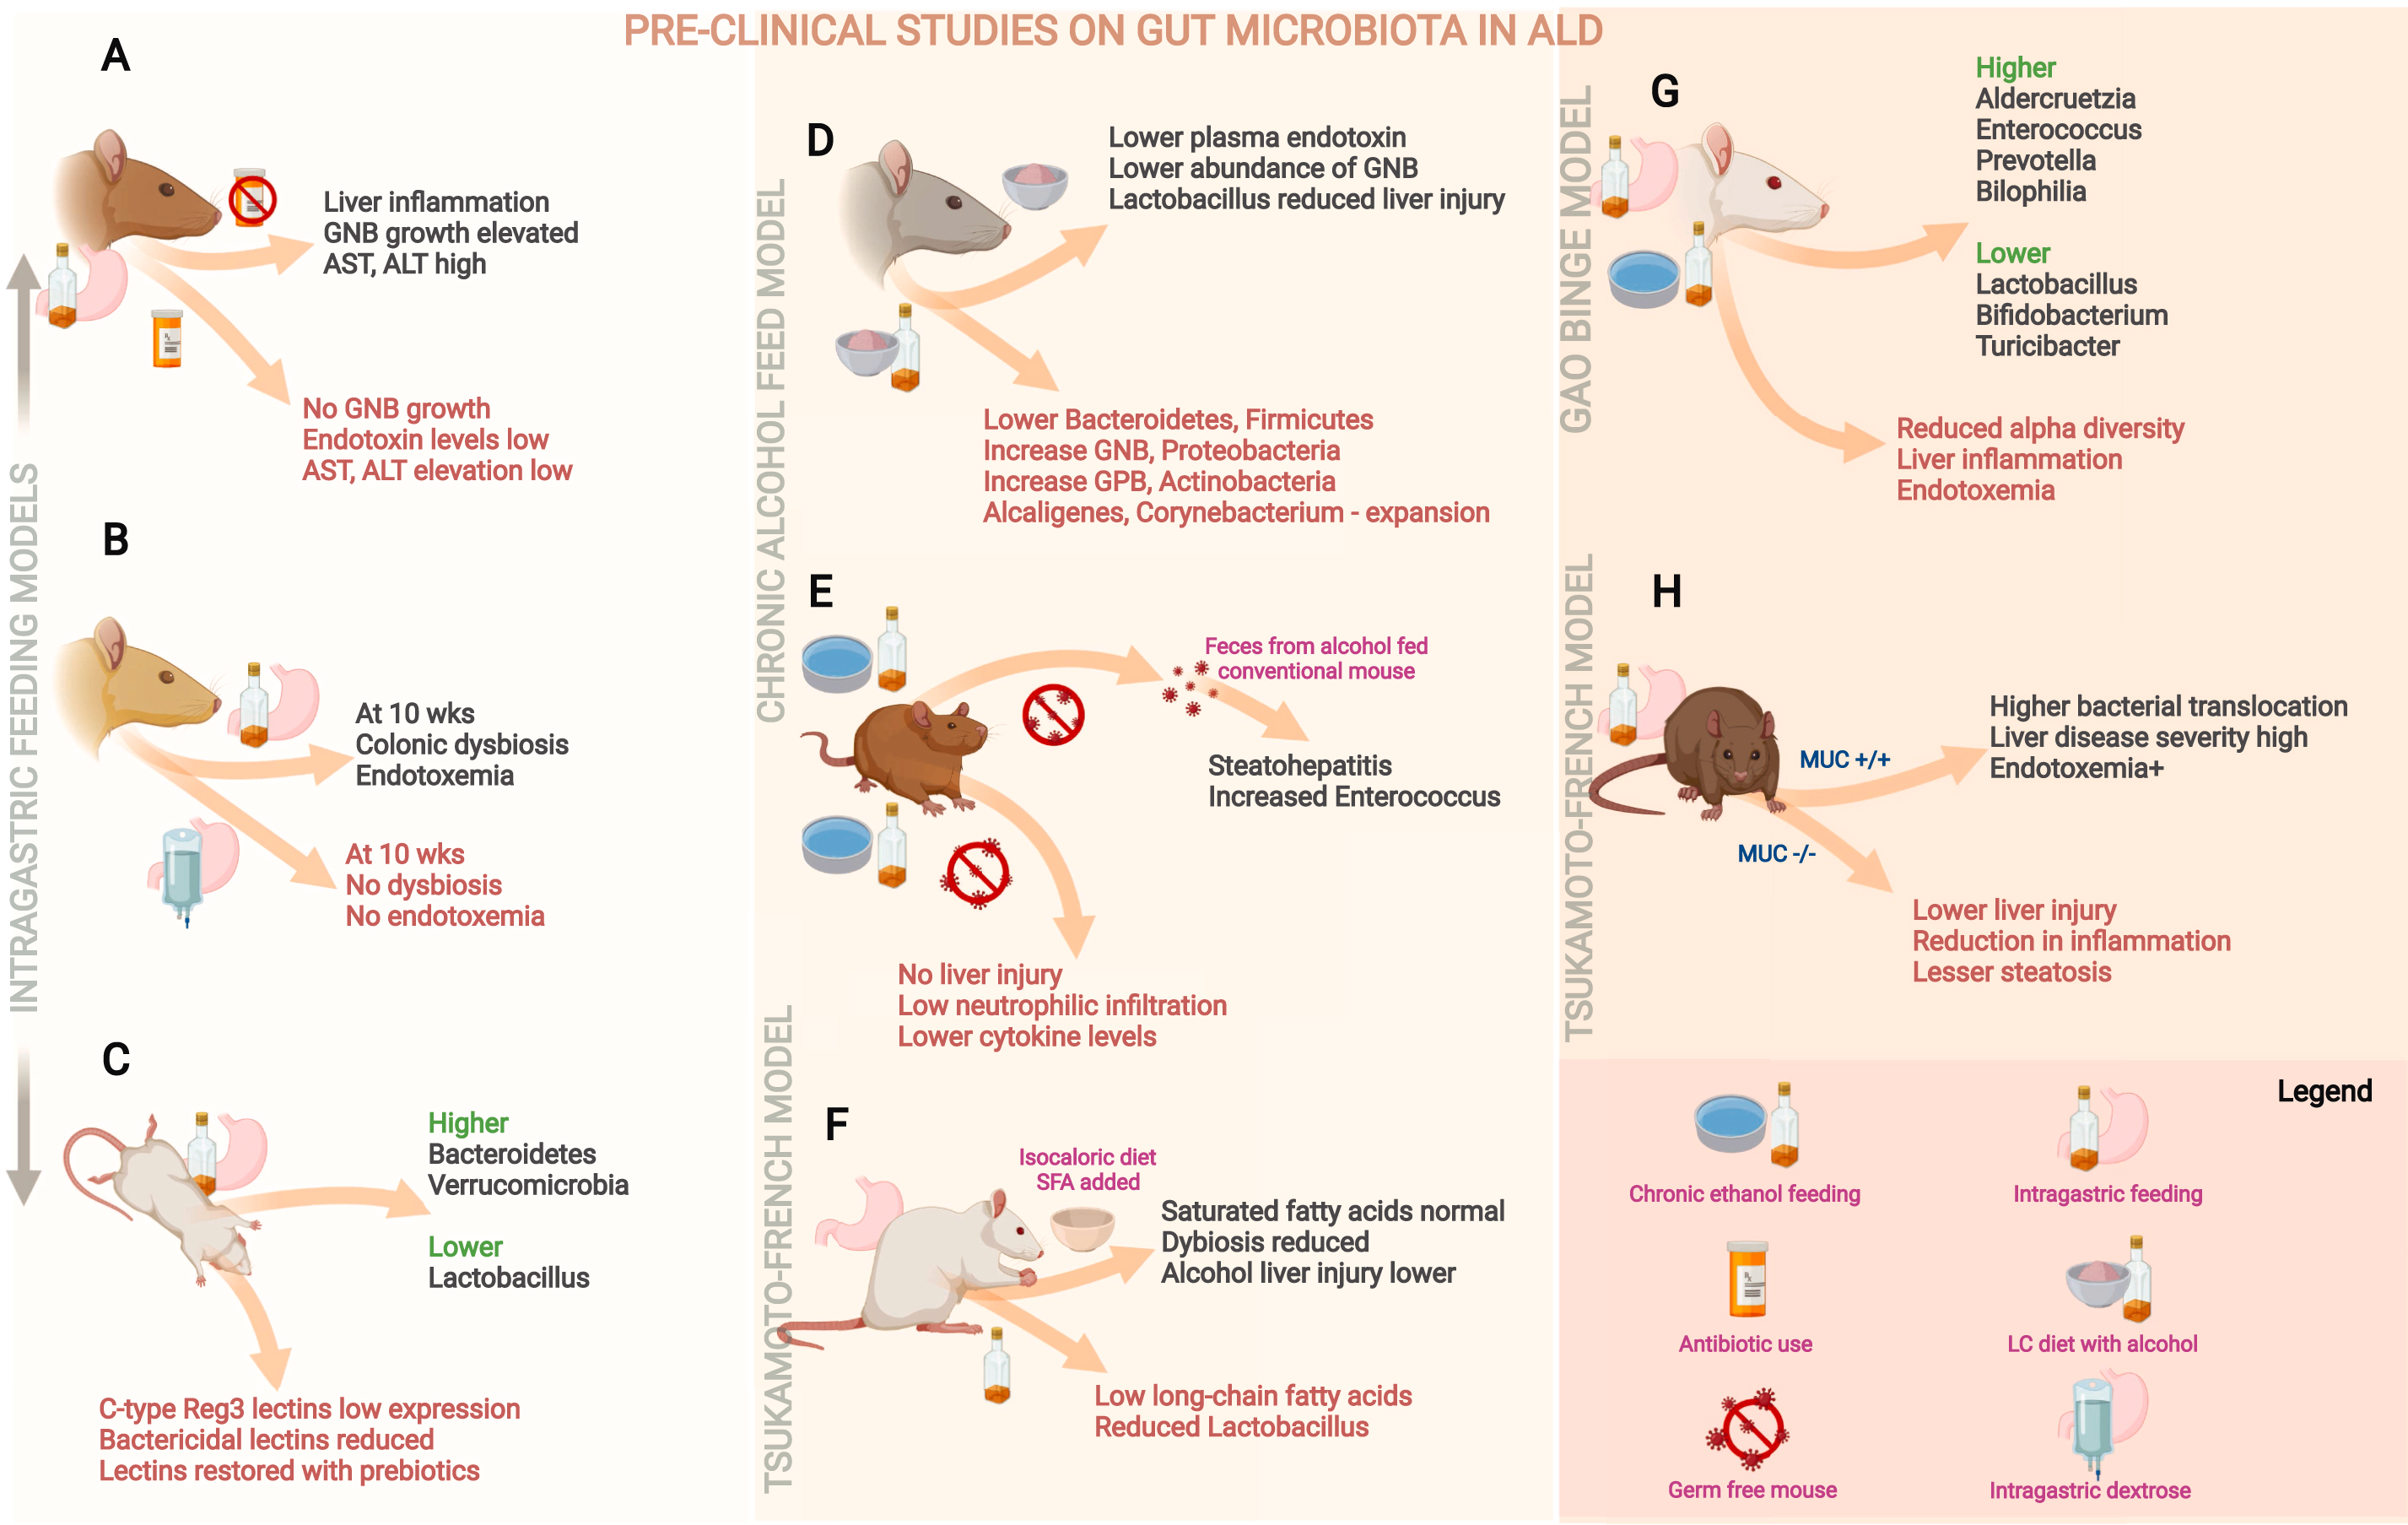 PRE-CLINICAL STUDIES ON GUT MICROBIOTA IN ALD
INTRAGASTRIC FEEDING MODELS
A
Liver inflammation
GNB growth elevated
AST, ALT high
No GNB growth
Endotoxin levels low
AST, ALT elevation low
B
At 10 wks
Colonic dysbiosis
Endotoxemia
At 10 wks
No dysbiosis
No endotoxemia
C
Higher
Bacteroidetes
Verrucomicrobia
Lower
Lactobacillus
C-type Reg3 lectins low expression
Bactericidal lectins reduced
Lectins restored with prebiotics
CHRONIC ALCOHOL FEED MODEL
D
Lower plasma endotoxin
Lower abundance of GNB
Lactobacillus reduced liver injury
Lower Bacteroidetes, Firmicutes
Increase GNB, Proteobacteria
Increase GPB, Actinobacteria
Alcaligenes, Corynebacterium - expansion
E
Feces from alcohol fed
conventional mouse
Steatohepatitis
Increased Enterococcus
No liver injury
Low neutrophilic infiltration
Lower cytokine levels
TSUKAMOTO-FRENCH MODEL
F
Isocaloric diet
SFA added
Saturated fatty acids normal
Dybiosis reduced
Alcohol liver injury lower
Low long-chain fatty acids
Reduced Lactobacillus
GAO BINGE MODEL
G
Higher
Aldercruetzia
Enterococcus
Prevotella
Bilophilia
Lower
Lactobacillus
Bifidobacterium
Turicibacter
Reduced alpha diversity
Liver inflammation
Endotoxemia
TSUKAMOTO-FRENCH MODEL
H
MUC +/+
Higher bacterial translocation
Liver disease severity high
Endotoxemia+
MUC -/-
Lower liver injury
Reduction in inflammation
Lesser steatosis
Legend
Chronic ethanol feeding
Intragastric feeding
Antibiotic use
LC diet with alcohol
Germ free mouse
Intragastric dextrose